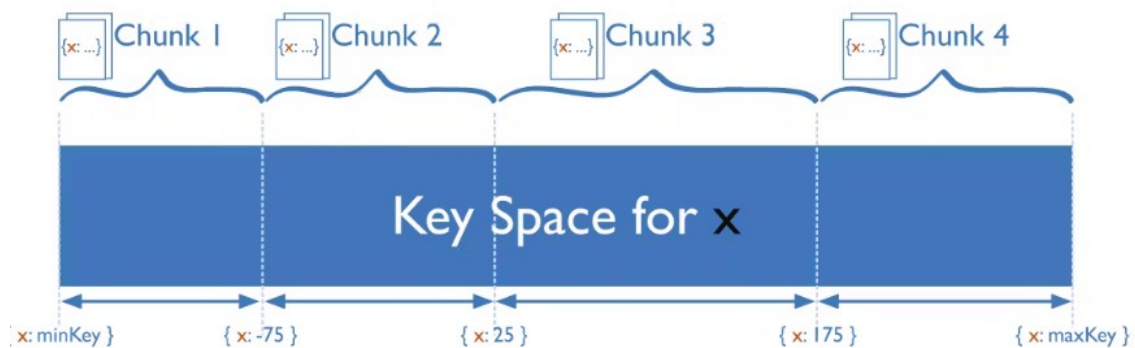 {x: ...} Chunk 1 {x: ...} Chunk 2 {x: ...} Chunk 3 {x: ...} Chunk 4
Key Space for x
{ x: minKey } { x: -75 } { x: 25 } { x: 175 } { x: maxKey }